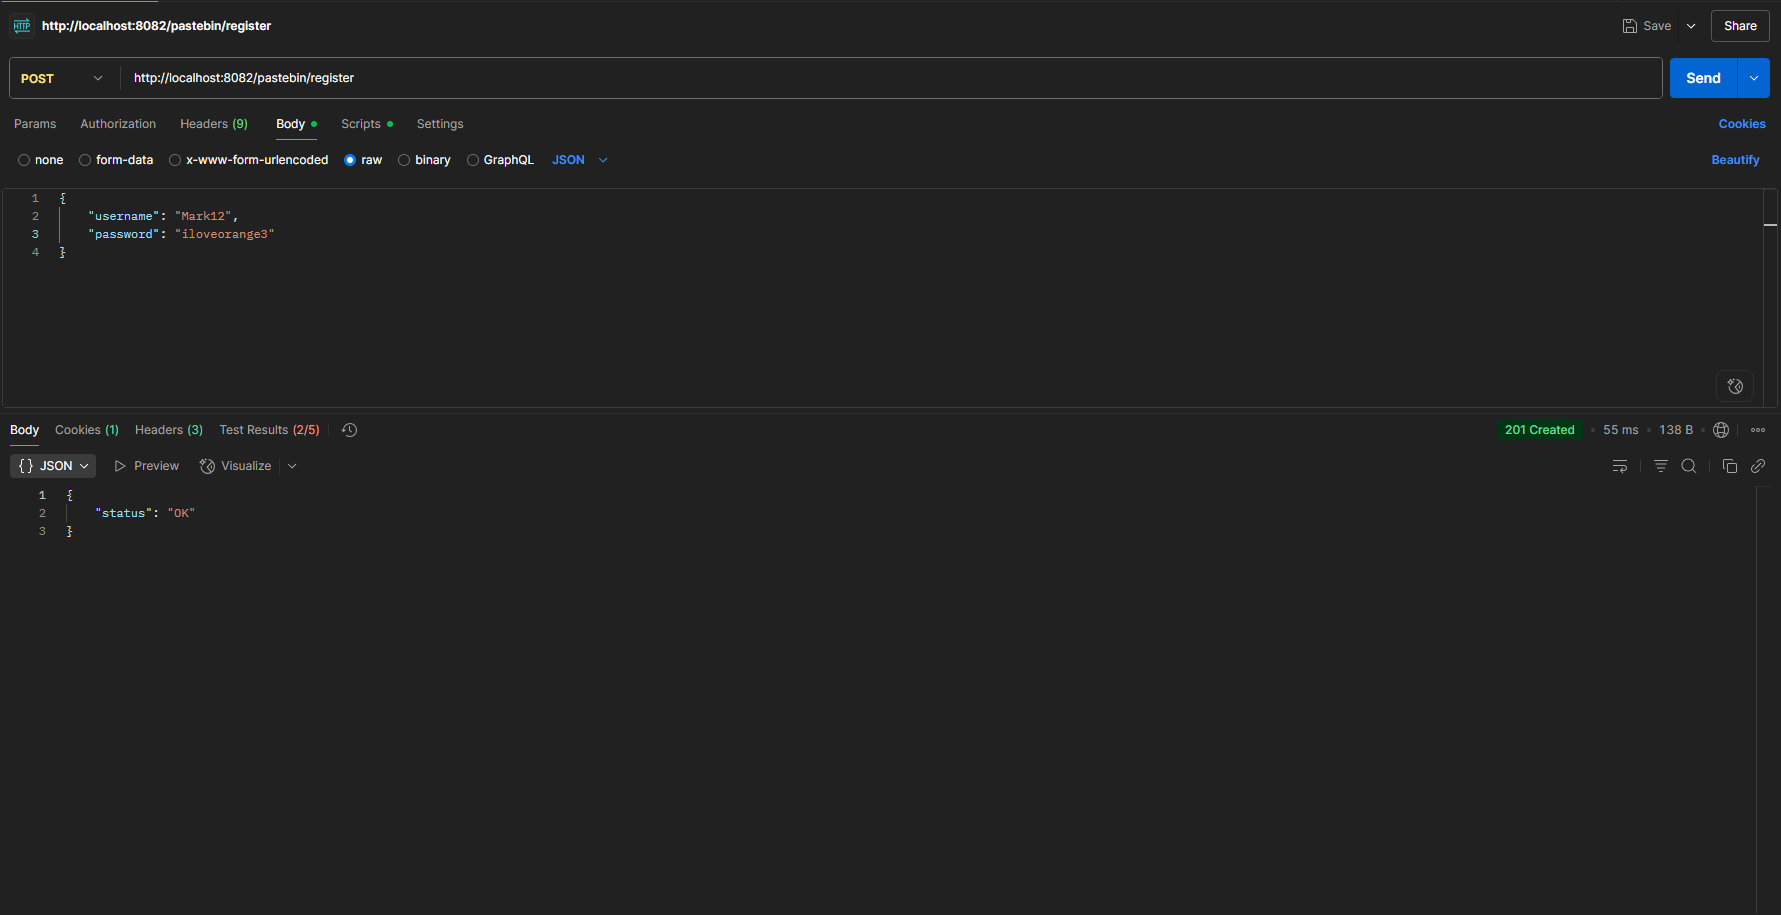 HTTP http://localhost:8082/pastebin/register Save Share
POST http://localhost:8082/pastebin/register Send
Params Authorization Headers (9) Body Scripts Settings Cookies
none form-data x-www-form-urlencoded raw binary GraphQL JSON Beautify
1 {
2 "username": "Mark12",
3 "password": "iloveorange3"
4 }
Body Cookies (1) Headers (3) Test Results (2/5) 201 Created • 55 ms • 138 B
{} JSON Preview Visualize
1 {
2 "status": "OK"
3 }